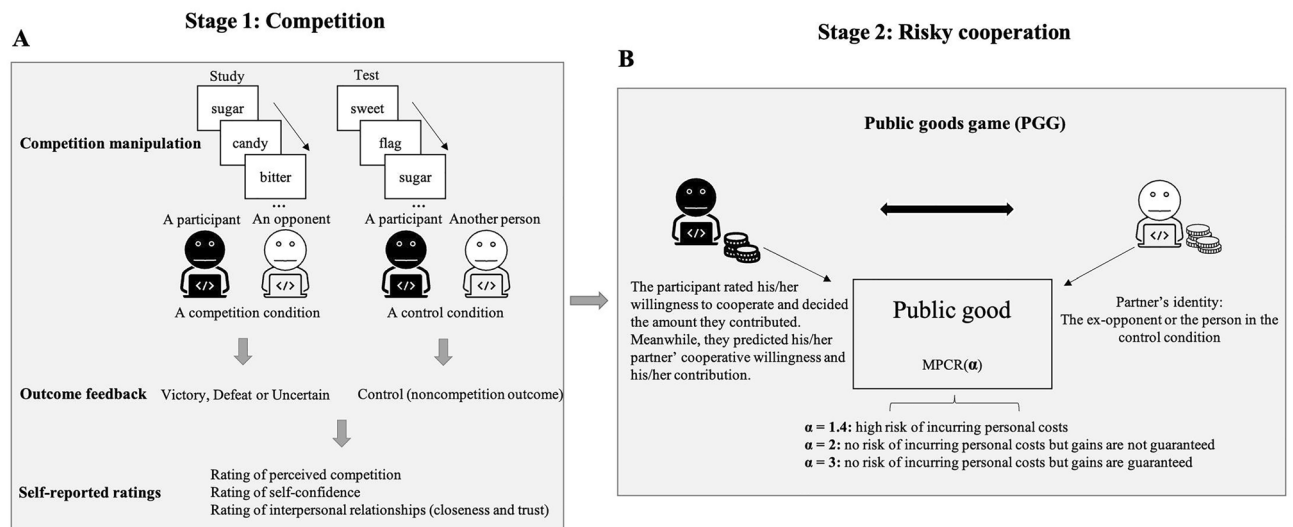 Stage 1: Competition
A
Study
Test
sugar
sweet
Competition manipulation
candy
flag
bitter
sugar
...
...
A participant
An opponent
A participant
Another person
</>
</>
</>
</>
A competition condition
A control condition
Outcome feedback
Victory, Defeat or Uncertain
Control (noncompetition outcome)
Self-reported ratings
Rating of perceived competition
Rating of self-confidence
Rating of interpersonal relationships (closeness and trust)
Stage 2: Risky cooperation
B
Public goods game (PGG)
</>
</>
The participant rated his/her
willingness to cooperate and decided
the amount they contributed.
Meanwhile, they predicted his/her
partner' cooperative willingness and
his/her contribution.
Public good
MPCR(α)
Partner's identity:
The ex-opponent or the person in the
control condition
α = 1.4: high risk of incurring personal costs
α = 2: no risk of incurring personal costs but gains are not guaranteed
α = 3: no risk of incurring personal costs but gains are guaranteed